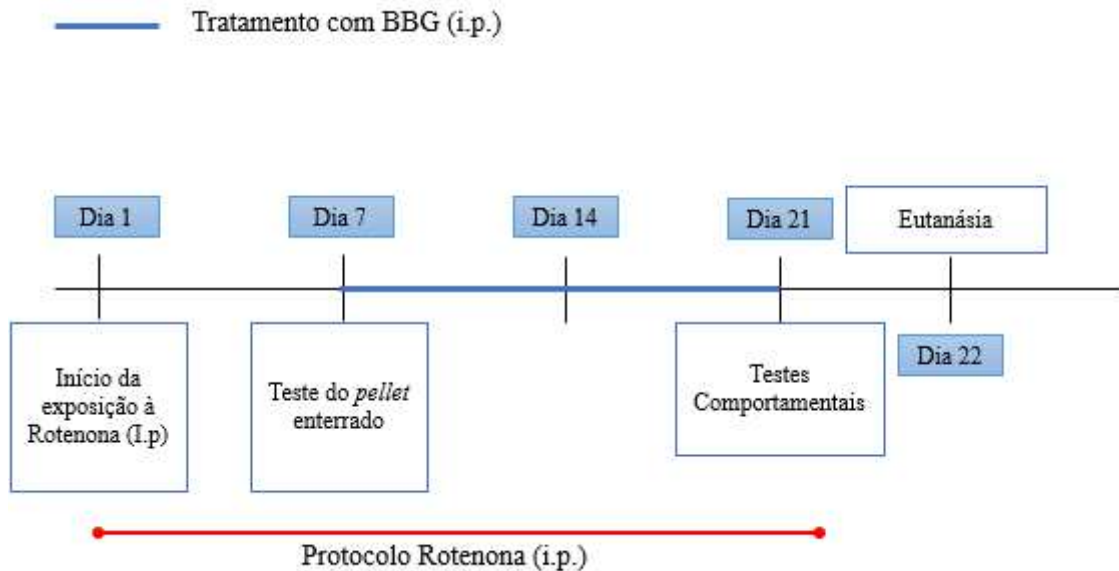 Tratamento com BBG (i.p.)
Dia 1
Dia 7
Dia 14
Dia 21
Eutanásia
Início da
exposição à
Rotenona (I.p)
Teste do pellet
enterrado
Testes
Comportamentais
Dia 22
Protocolo Rotenona (i.p.)